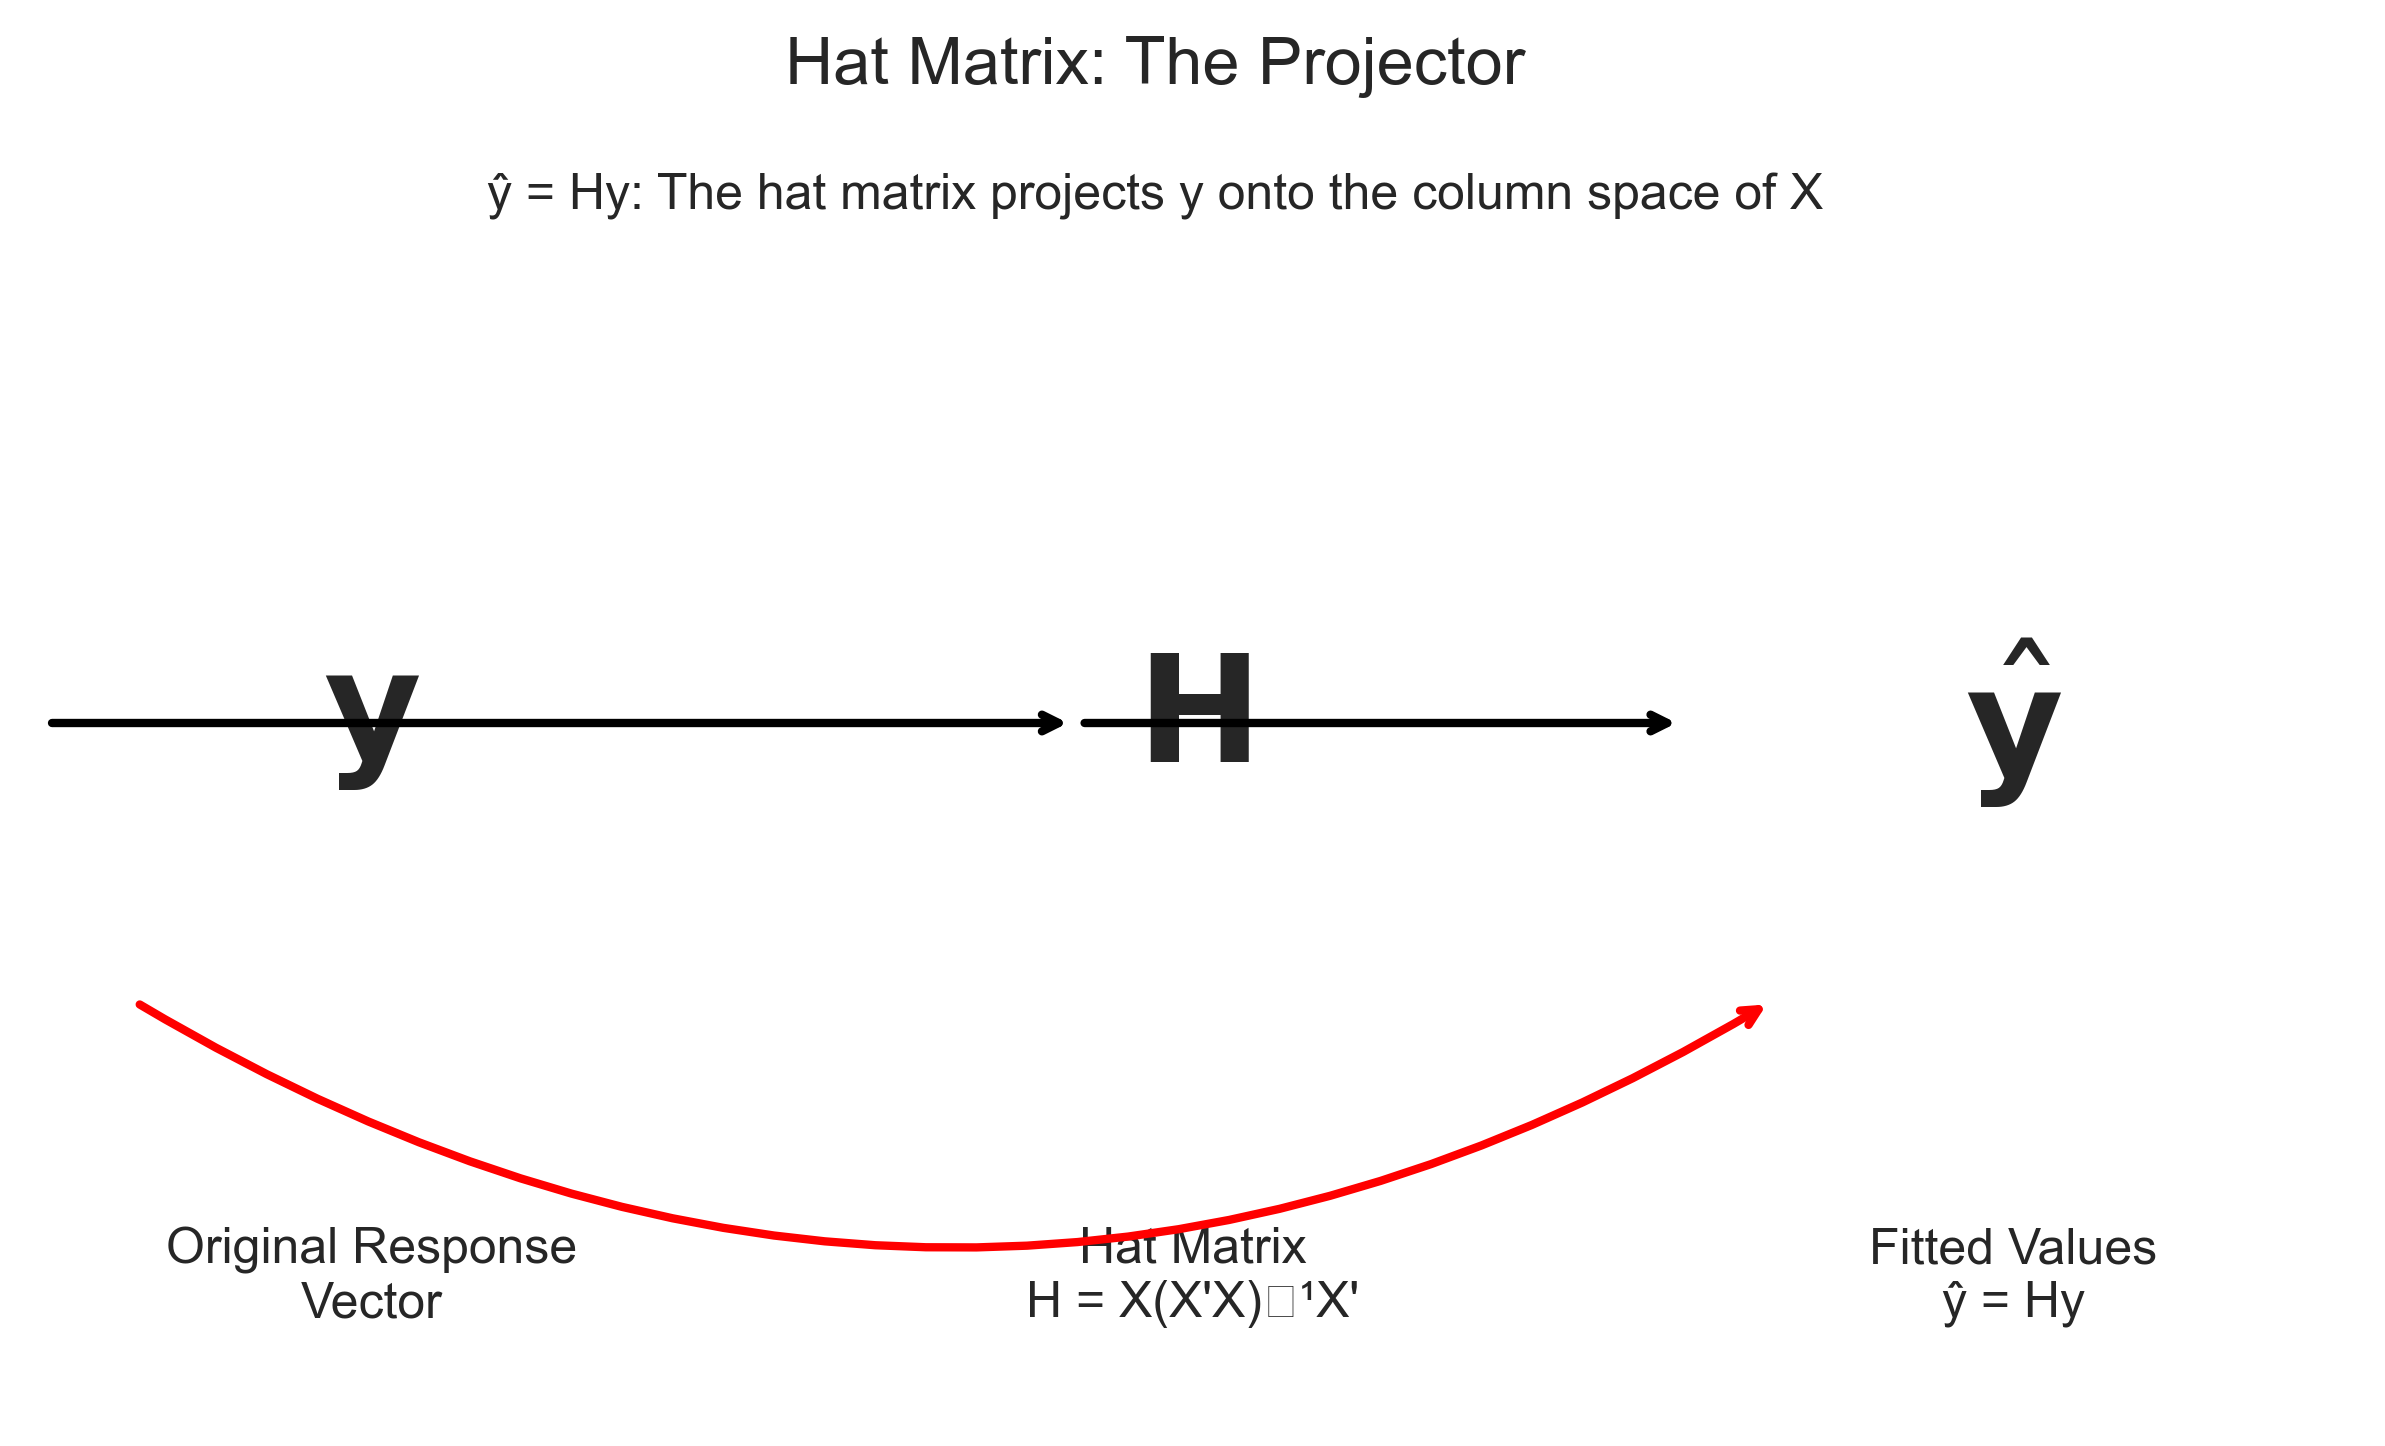 Hat Matrix: The Projector
ŷ = Hy: The hat matrix projects y onto the column space of X
y
H
ŷ
Original Response
Vector
Hat Matrix
H = X(X'X)□¹X'
Fitted Values
ŷ = Hy